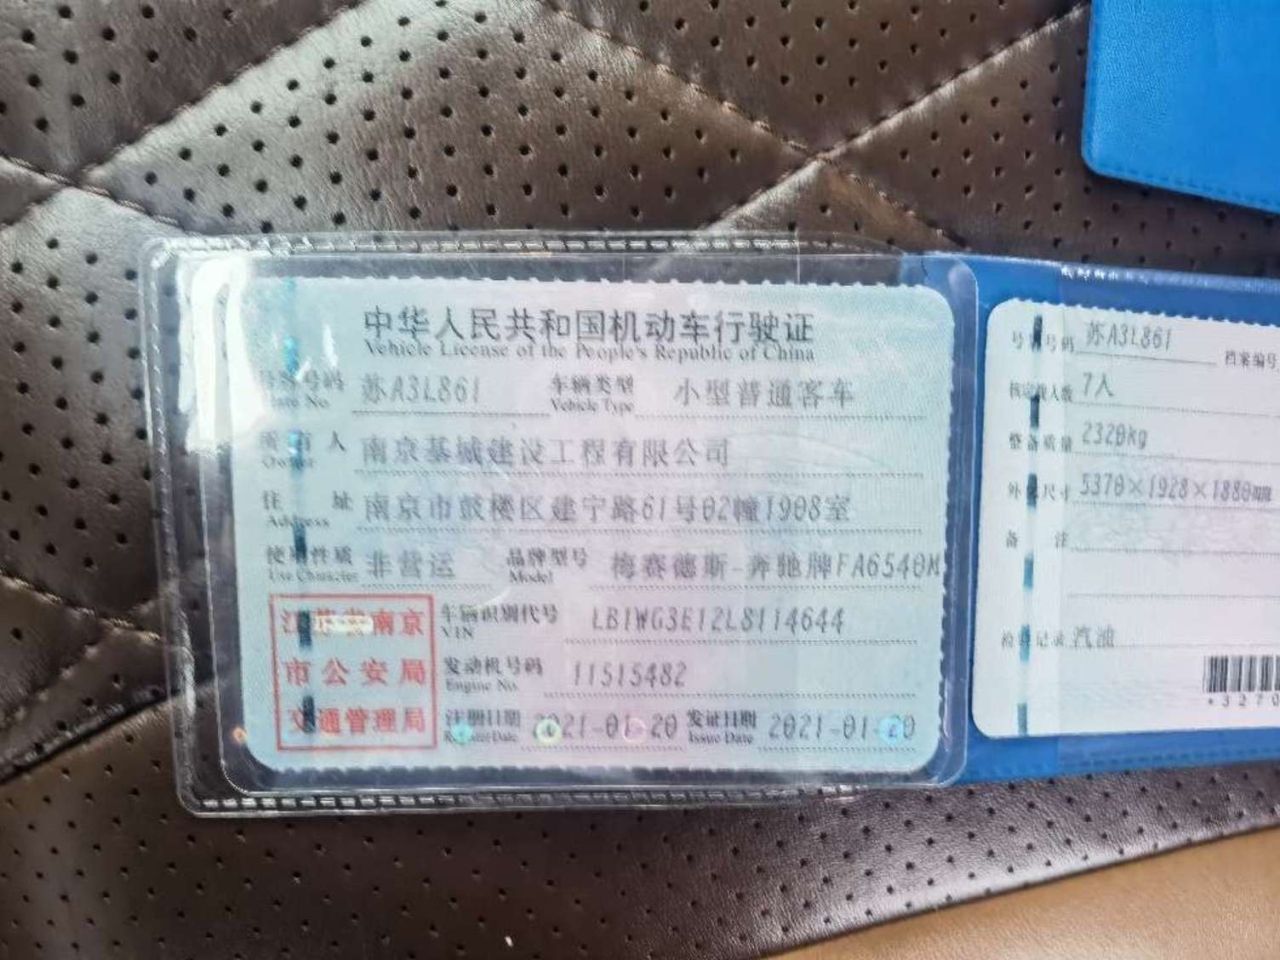 中华人民共和国机动车行驶证
Vehicle License of the People's Republic of China
号牌号码 苏A3L861 车辆类型 小型普通客车
Plate No. Vehicle Type
所有人 南京基城建设工程有限公司
Owner
住址 南京市鼓楼区建宁路61号02幢1908室
Address
使用性质 非营运 品牌型号 梅赛德斯-奔驰牌FA6540M
Use Character Model
江苏省南京
市公安局
交通管理局
车辆识别代号 LB1WG3E12L8114644
VIN
发动机号码 11515482
Engine No.
注册日期 2021-01-20 发证日期 2021-01-20
Register Date Issue Date
号牌号码 苏A3L861 档案编号
核定载人数 7人
整备质量 2320kg
外廓尺寸 5370×1928×1880mm
备注
检验记录 汽油
*3270